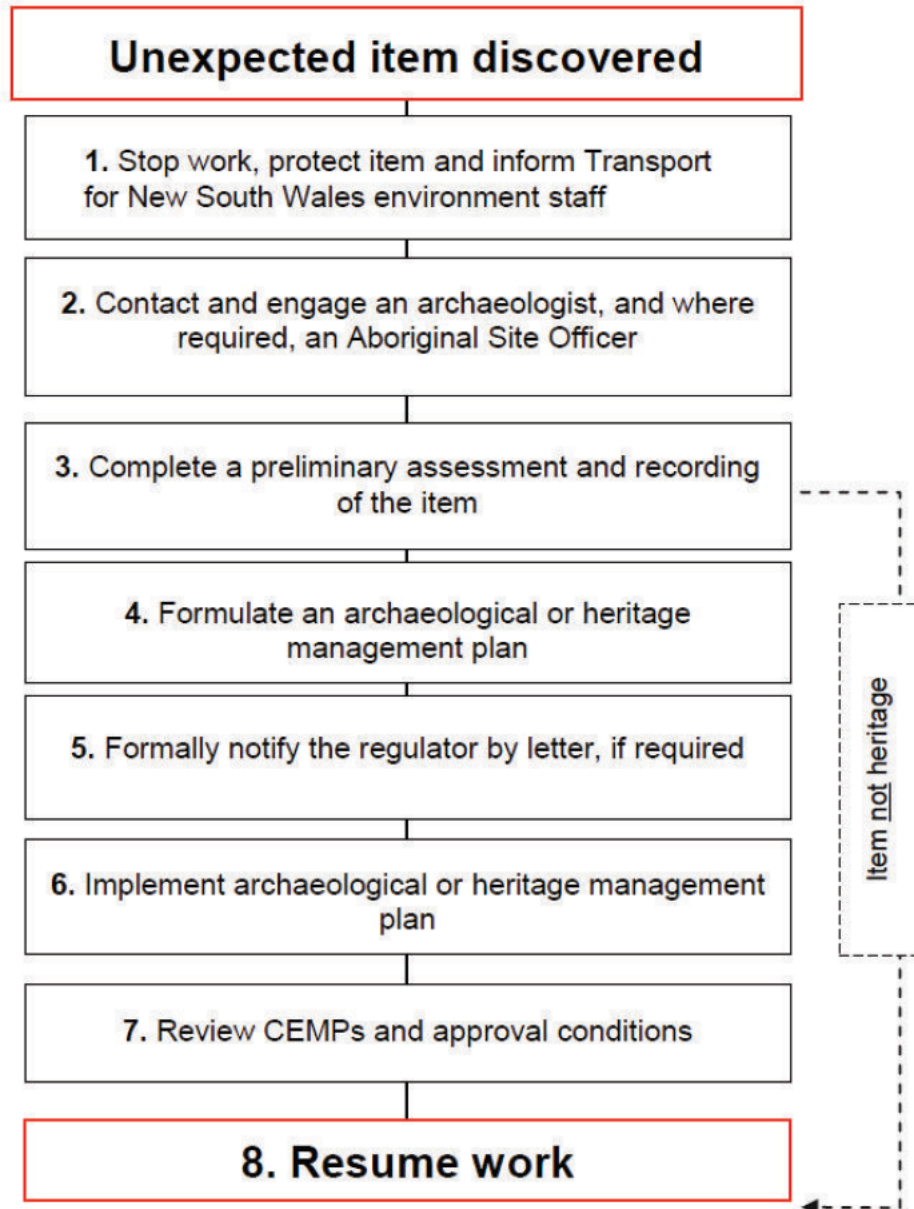 Unexpected item discovered
1. Stop work, protect item and inform Transport
for New South Wales environment staff
2. Contact and engage an archaeologist, and where
required, an Aboriginal Site Officer
3. Complete a preliminary assessment and recording
of the item
4. Formulate an archaeological or heritage
management plan
5. Formally notify the regulator by letter, if required
6. Implement archaeological or heritage management
plan
7. Review CEMPs and approval conditions
8. Resume work
Item not heritage